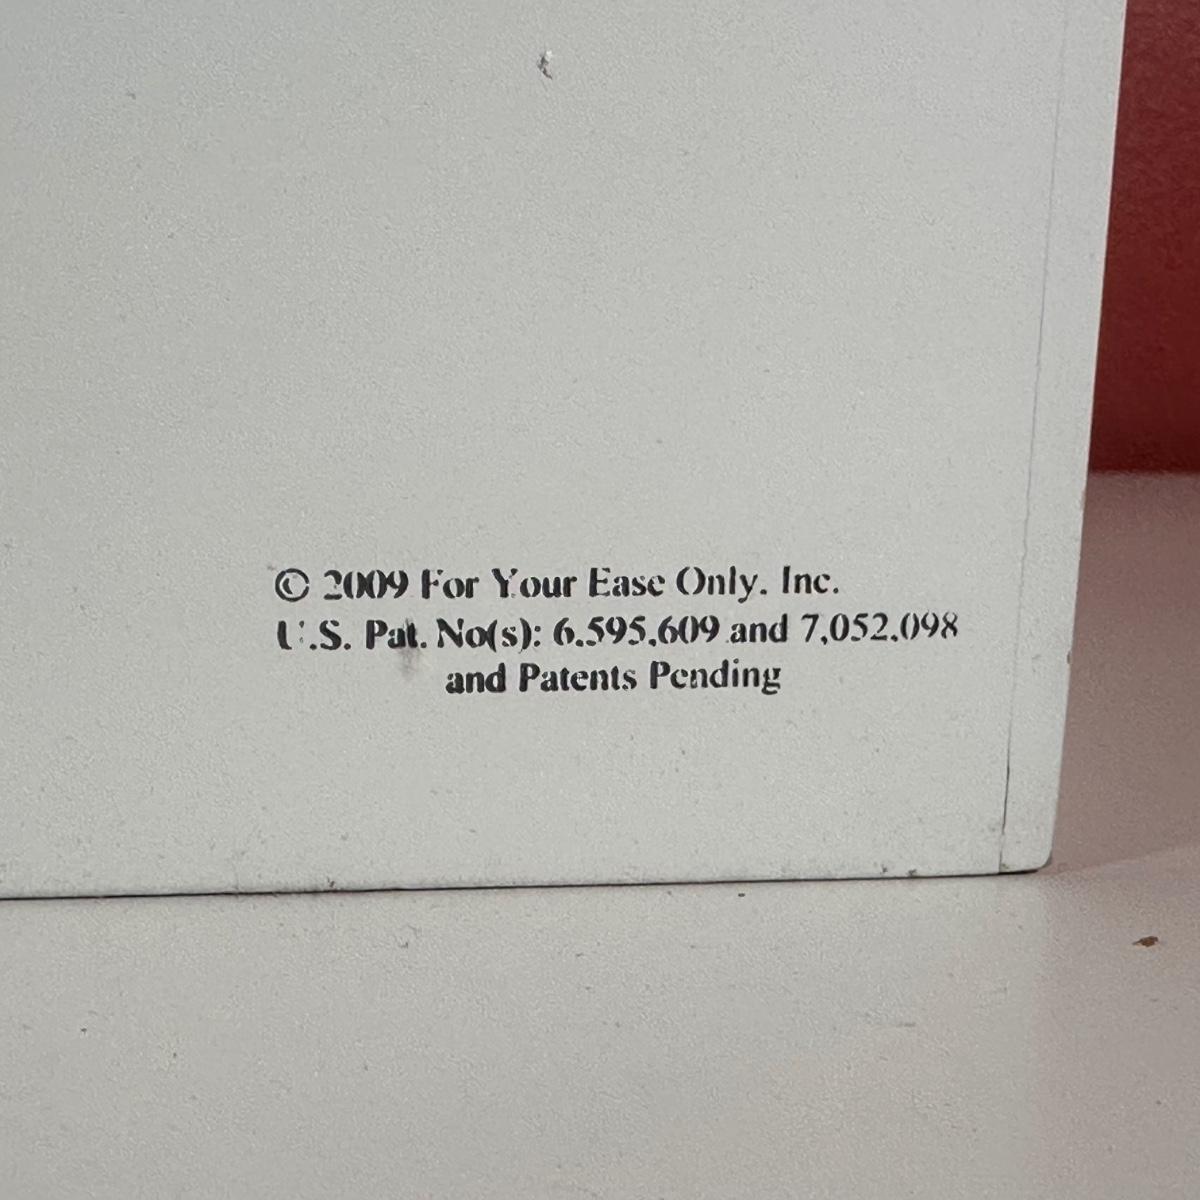 © 2009 For Your Ease Only, Inc.
U.S. Pat. No(s): 6,595,609 and 7,052,098
and Patents Pending